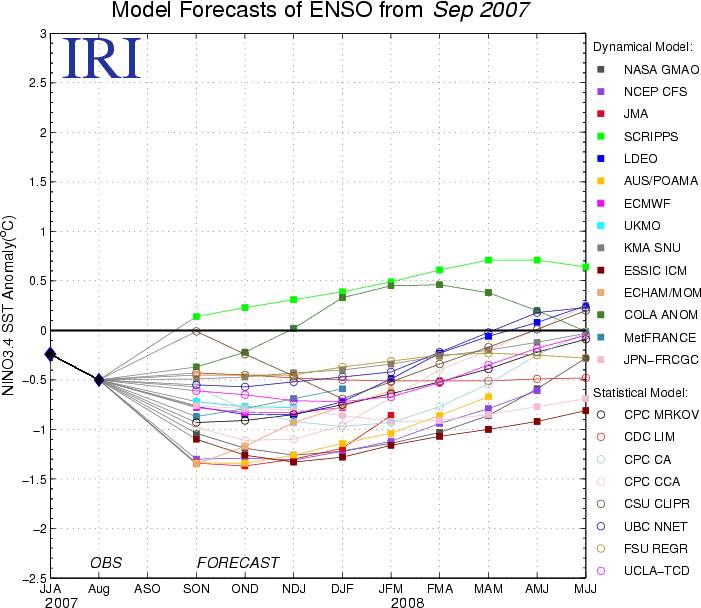 Model Forecasts of ENSO from Sep 2007
IRI
NINO3.4 SST Anomaly(°C)
3
2.5
2
1.5
1
0.5
0
−0.5
−1
−1.5
−2
−2.5
OBS
FORECAST
JJA Aug ASO SON OND NDJ DJF JFM FMA MAM AMJ MJJ
2007
2008
Dynamical Model:
NASA GMAO
NCEP CFS
JMA
SCRIPPS
LDEO
AUS/POAMA
ECMWF
UKMO
KMA SNU
ESSIC ICM
ECHAM/MOM
COLA ANOM
MetFRANCE
JPN−FRCGC
Statistical Model:
CPC MRKOV
CDC LIM
CPC CA
CPC CCA
CSU CLIPR
UBC NNET
FSU REGR
UCLA−TCD